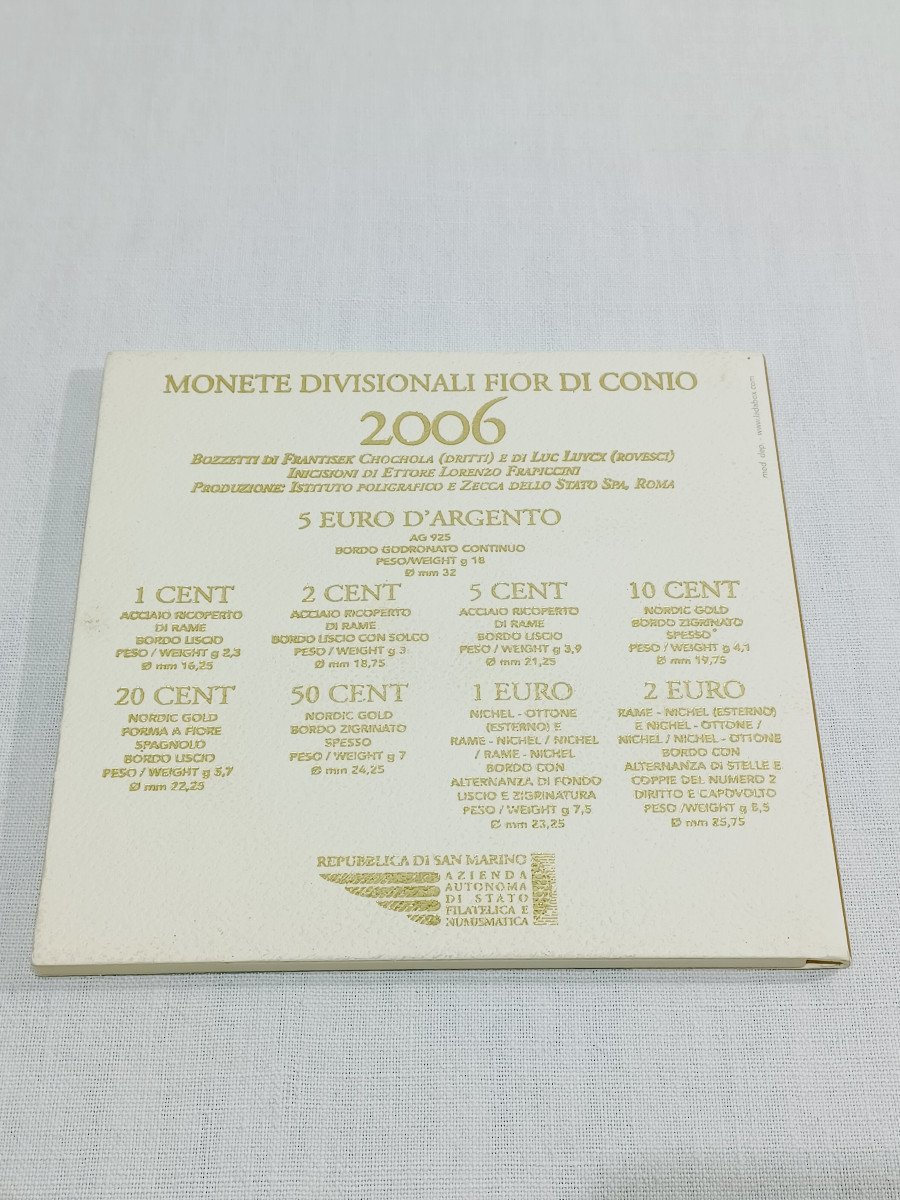 MONETE DIVISIONALI FIOR DI CONIO
2006
BOZZETTI DI FRANTISEK CHOCHOLA (DRITTI) E DI LUC LUYCX (ROVESCI)
INICISIONI DI ETTORE LORENZO FRAPICCINI
PRODUZIONE: ISTITUTO POLIGRAFICO E ZECCA DELLO STATO SPA, ROMA
5 EURO D'ARGENTO
AG 925
BORDO GODRONATO CONTINUO
PESO/WEIGHT g 18
Ø mm 32
1 CENT
ACCIAIO RICOPERTO
DI RAME
BORDO LISCIO
PESO / WEIGHT g 2,3
Ø mm 16,25
2 CENT
ACCIAIO RICOPERTO
DI RAME
BORDO LISCIO CON SOLCO
PESO / WEIGHT g 3
Ø mm 18,75
5 CENT
ACCIAIO RICOPERTO
DI RAME
BORDO LISCIO
PESO / WEIGHT g 3,9
Ø mm 21,25
10 CENT
NORDIC GOLD
BORDO ZIGRINATO
SPESSO
PESO / WEIGHT g 4,1
Ø mm 19,75
20 CENT
NORDIC GOLD
FORMA A FIORE
SPAGNOLO
BORDO LISCIO
PESO / WEIGHT g 5,7
Ø mm 22,25
50 CENT
NORDIC GOLD
BORDO ZIGRINATO
SPESSO
PESO / WEIGHT g 7
Ø mm 24,25
1 EURO
NICHEL - OTTONE
(ESTERNO) E
RAME - NICHEL / NICHEL
/ RAME - NICHEL
BORDO CON
ALTERNANZA DI FONDO
LISCIO E ZIGRINATURA
PESO / WEIGHT g 7,5
Ø mm 23,25
2 EURO
RAME - NICHEL (ESTERNO)
E NICHEL - OTTONE /
NICHEL / NICHEL - OTTONE
BORDO CON
ALTERNANZA DI STELLE E
COPPIE DEL NUMERO 2
DIRITTO E CAPOVOLTO
PESO /WEIGHT g 8,5
Ø mm 25,75
REPUBBLICA DI SAN MARINO
AZIENDA
AUTONOMA
DI STATO
FILATELICA E
NUMISMATICA
mod. dep. - www.lisdabox.com